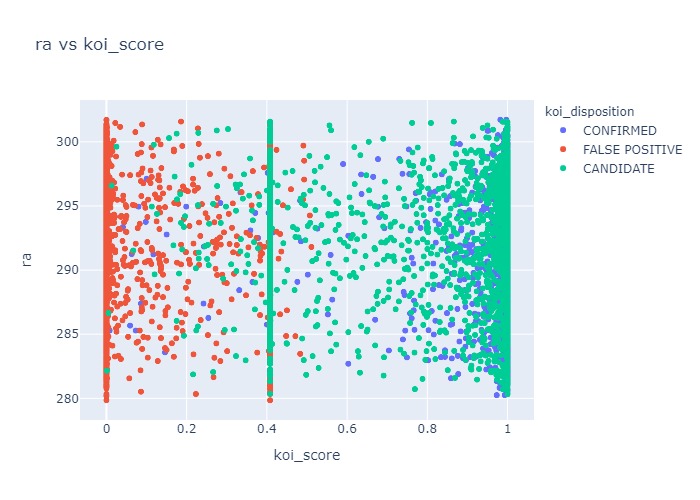 ra vs koi_score
koi_disposition
CONFIRMED
FALSE POSITIVE
CANDIDATE
300
295
290
285
280
ra
0
0.2
0.4
0.6
0.8
1
koi_score